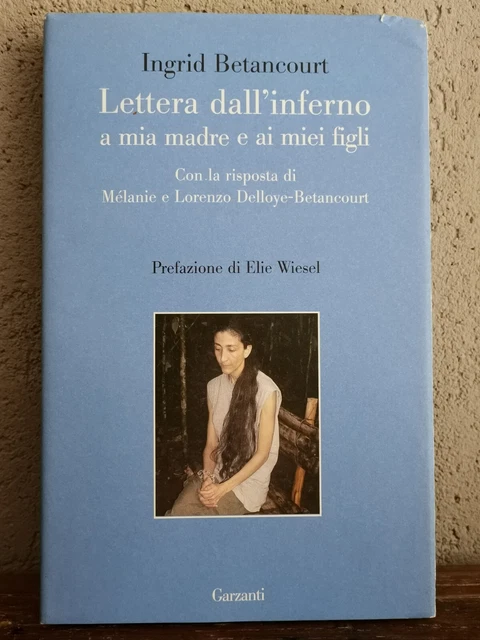 Ingrid Betancourt
Lettera dall'inferno
a mia madre e ai miei figli
Con la risposta di
Mélanie e Lorenzo Delloye-Betancourt
Prefazione di Elie Wiesel
Garzanti